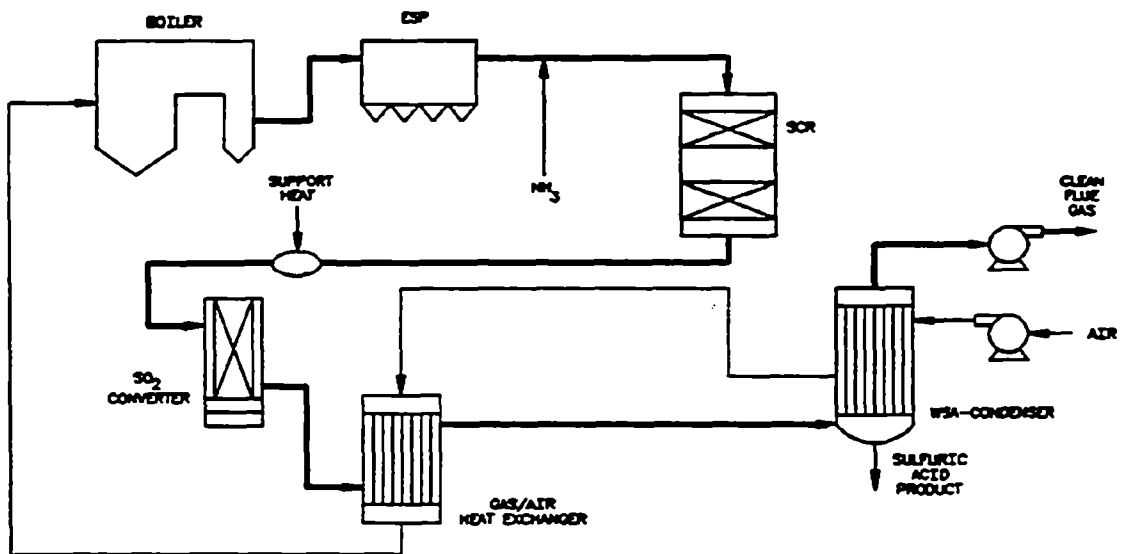 BOILER
ESP
SCR
NH3
SUPPORT
HEAT
CLEAN
FLUE
GAS
AIR
SO2
CONVERTER
WSA-CONDENSER
SULFURIC
ACID
PRODUCT
GAS/AIR
HEAT EXCHANGER